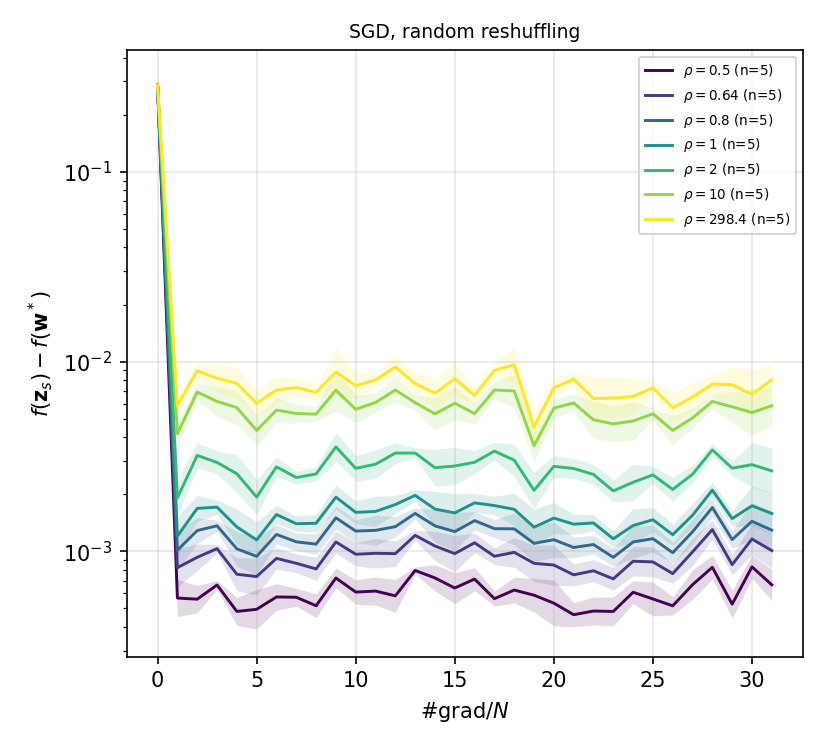 SGD, random reshuffling
f(𝐳ₛ) − f(𝐰*)
10⁻¹
10⁻²
10⁻³
ρ = 0.5 (n=5)
ρ = 0.64 (n=5)
ρ = 0.8 (n=5)
ρ = 1 (n=5)
ρ = 2 (n=5)
ρ = 10 (n=5)
ρ = 298.4 (n=5)
0 5 10 15 20 25 30
#grad/N